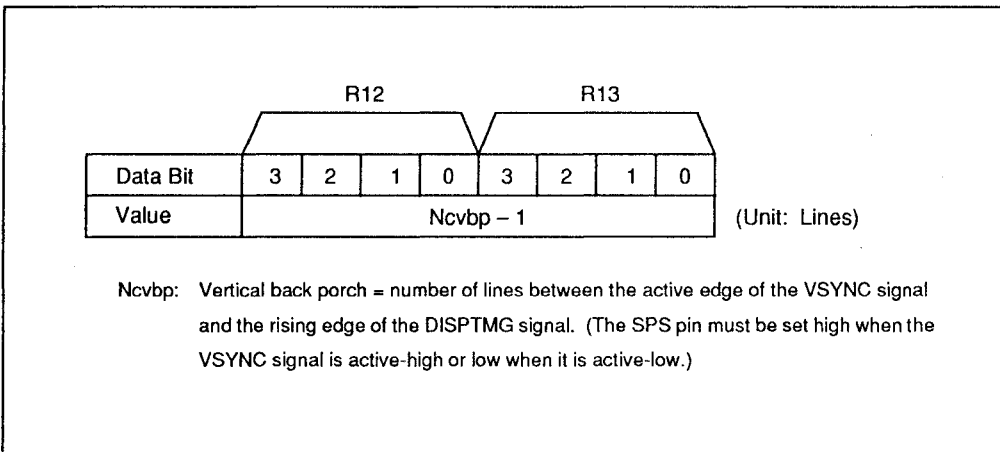 R12 R13
Data Bit 3 2 1 0 3 2 1 0
Value Ncvbp – 1 (Unit: Lines)
Ncvbp: Vertical back porch = number of lines between the active edge of the VSYNC signal
and the rising edge of the DISPTMG signal. (The SPS pin must be set high when the
VSYNC signal is active-high or low when it is active-low.)